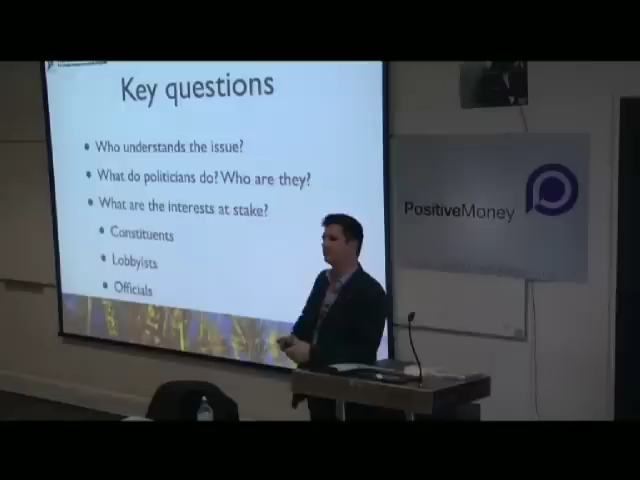 Key questions
• Who understands the issue?
• What do politicians do? Who are they?
• What are the interests at stake?
• Constituents
• Lobbyists
• Officials
PositiveMoney